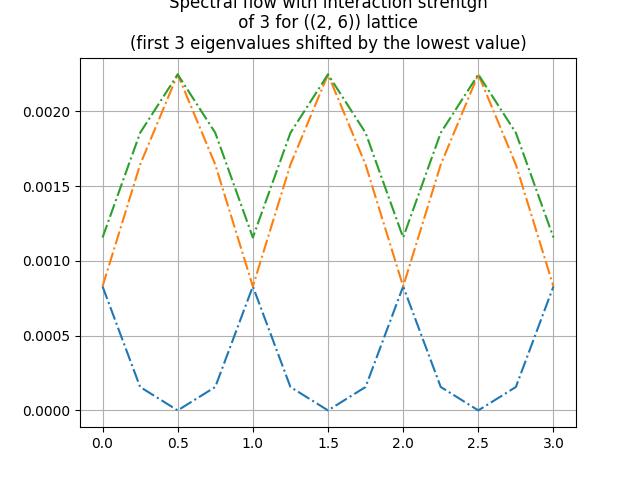 Spectral flow with interaction strentgh
of 3 for ((2, 6)) lattice
(first 3 eigenvalues shifted by the lowest value)
0.0020
0.0015
0.0010
0.0005
0.0000
0.0 0.5 1.0 1.5 2.0 2.5 3.0